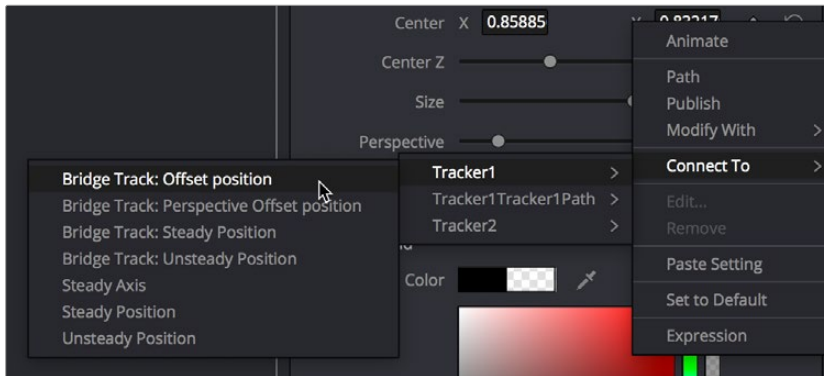 Center X 0.85885 Y 0.83217
Center Z
Size
Perspective
Animate
Path
Publish
Modify With >
Connect To >
Edit...
Remove
Paste Setting
Set to Default
Expression
Tracker1 >
Tracker1Tracker1Path >
Tracker2 >
Bridge Track: Offset position
Bridge Track: Perspective Offset position
Bridge Track: Steady Position
Bridge Track: Unsteady Position
Steady Axis
Steady Position
Unsteady Position
Color